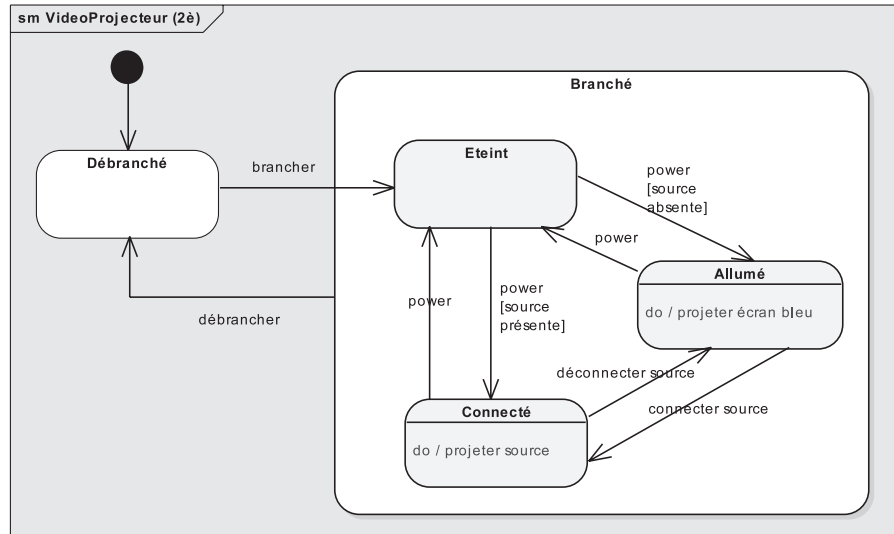 sm VideoProjecteur (2è)
Branché
Débranché
brancher
Eteint
power
[source
absente]
power
Allumé
do / projeter écran bleu
power
power
[source
présente]
débrancher
déconnecter source
connecter source
Connecté
do / projeter source